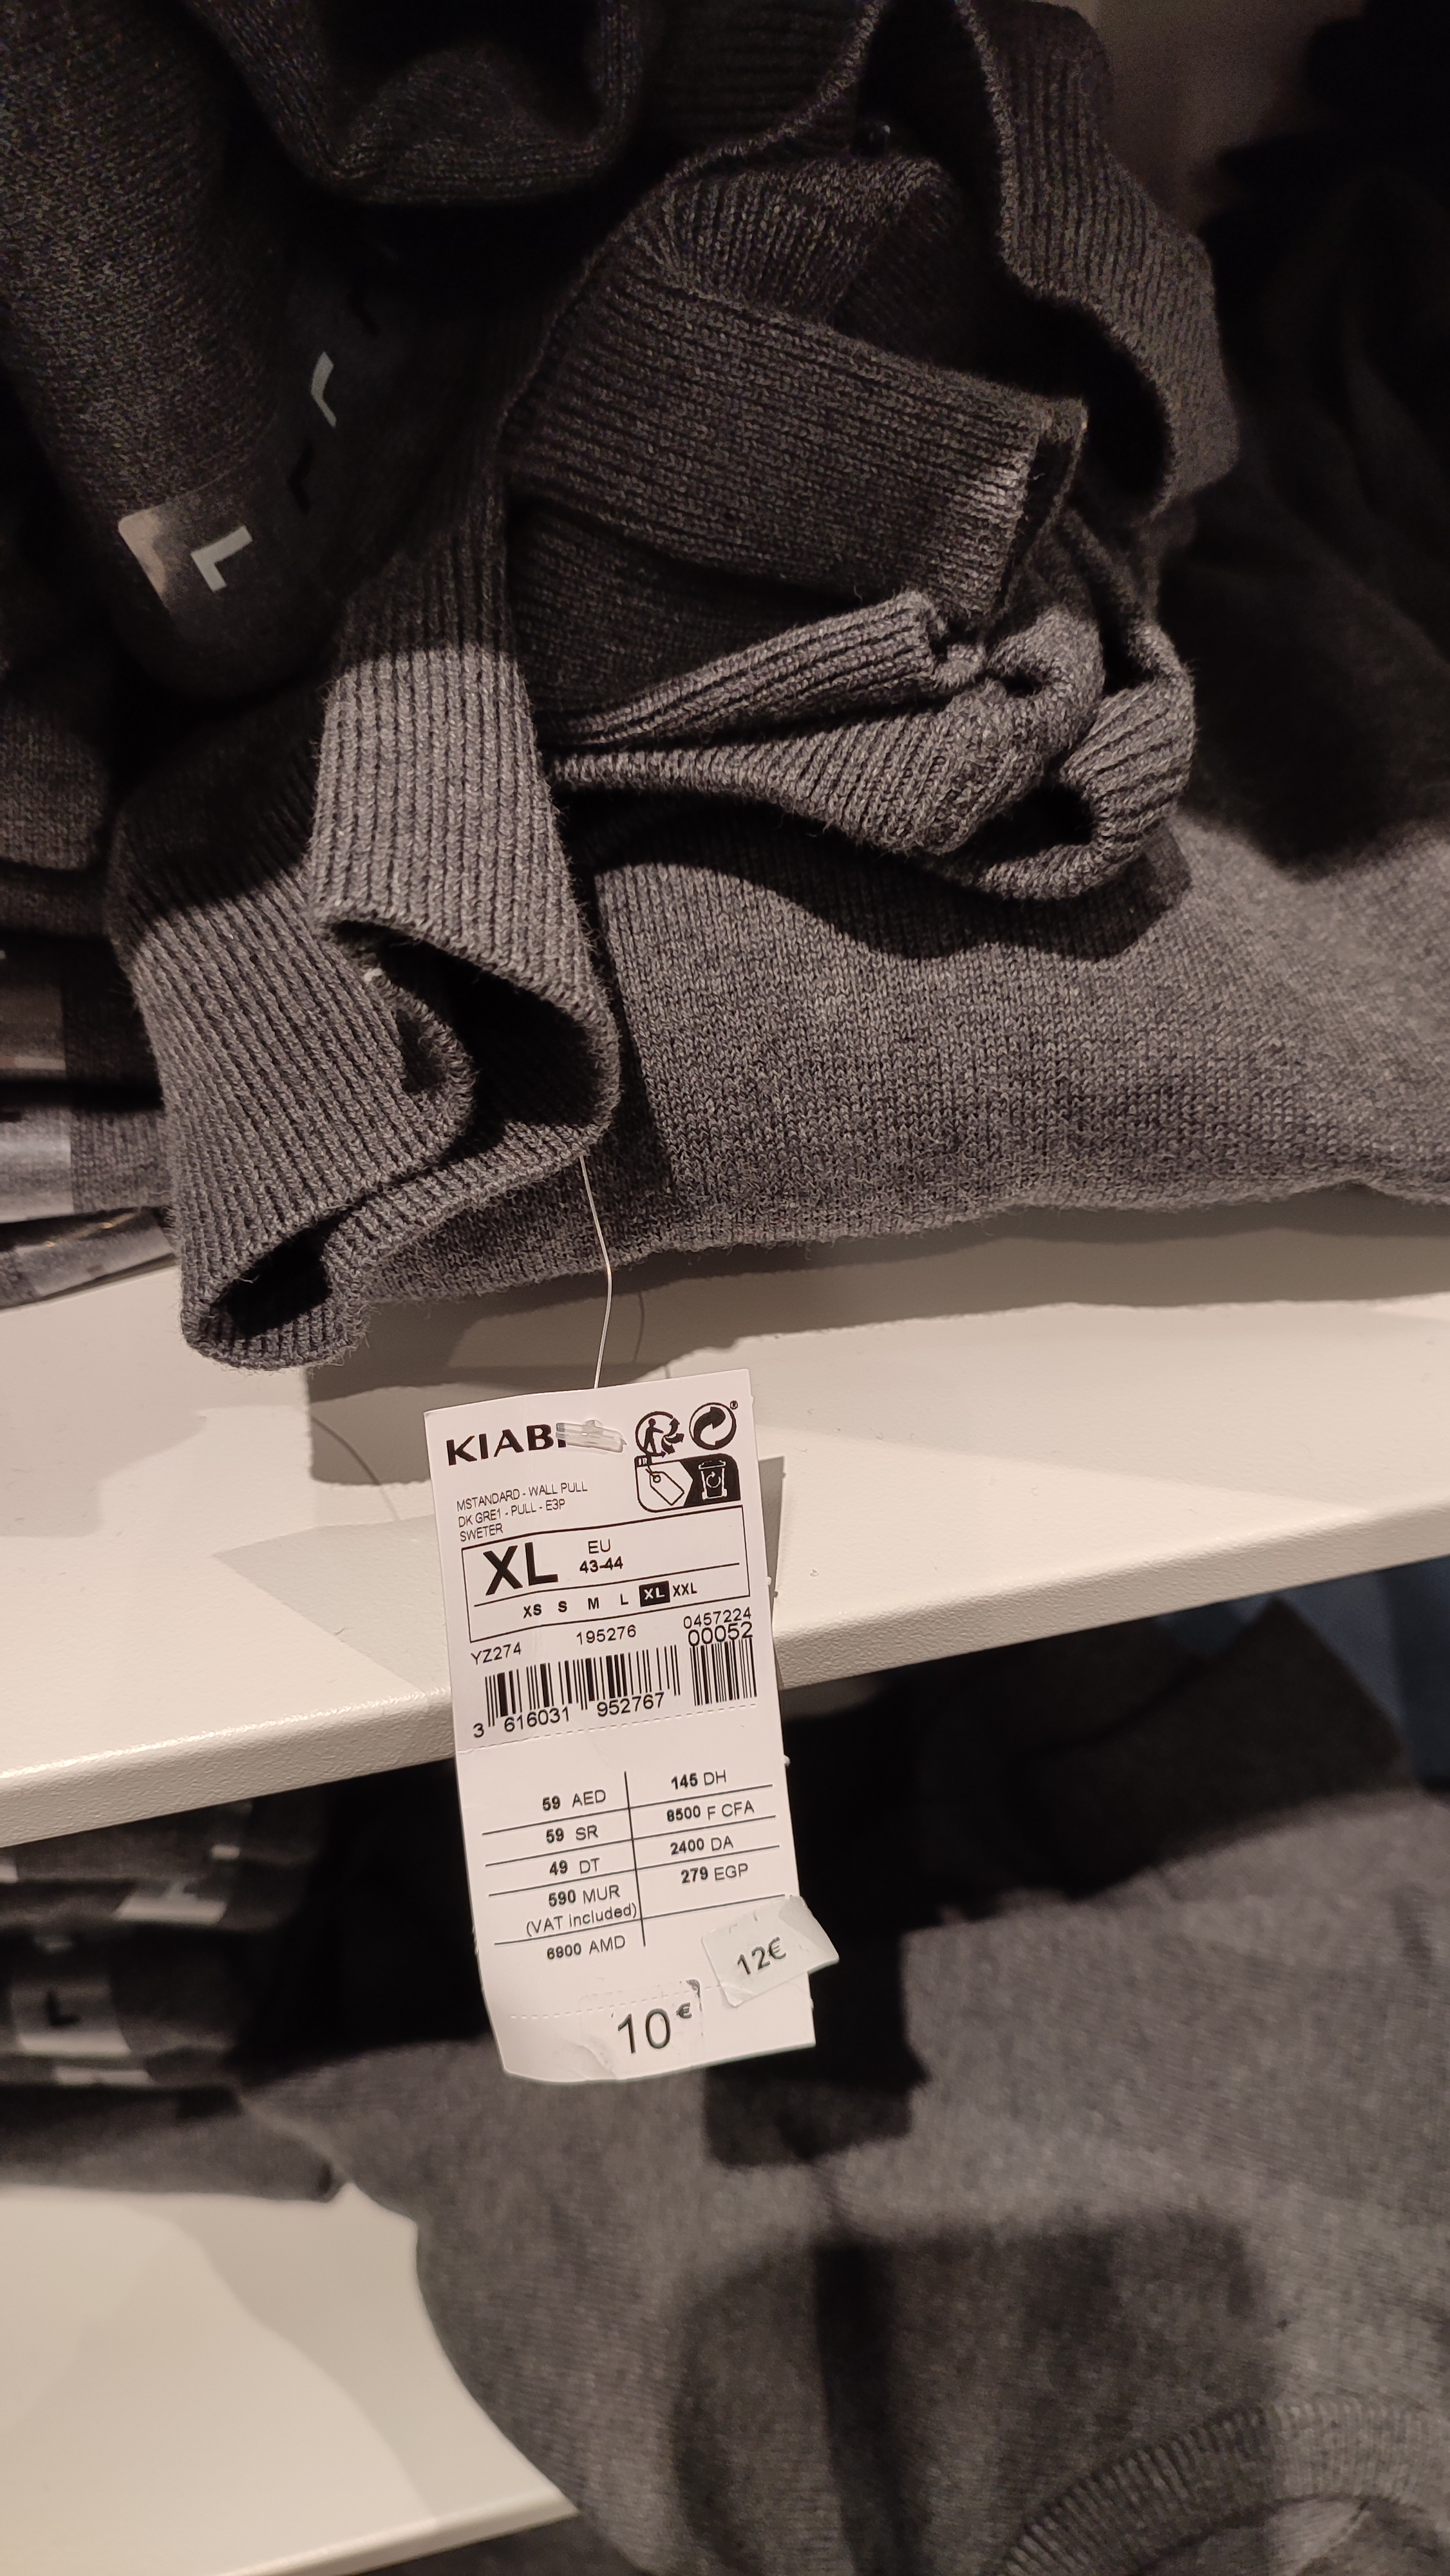 L
KIABI
®
MSTANDARD - WALL PULL
DK GRE1 - PULL - E3P
SWETER
XL EU
43-44
XS S M L XL XXL
YZ274 195276 0457224
00052
3 616031 952767
59 AED 145 DH
59 SR 8500 F CFA
49 DT 2400 DA
590 MUR 279 EGP
(VAT included)
6900 AMD
12€
10€